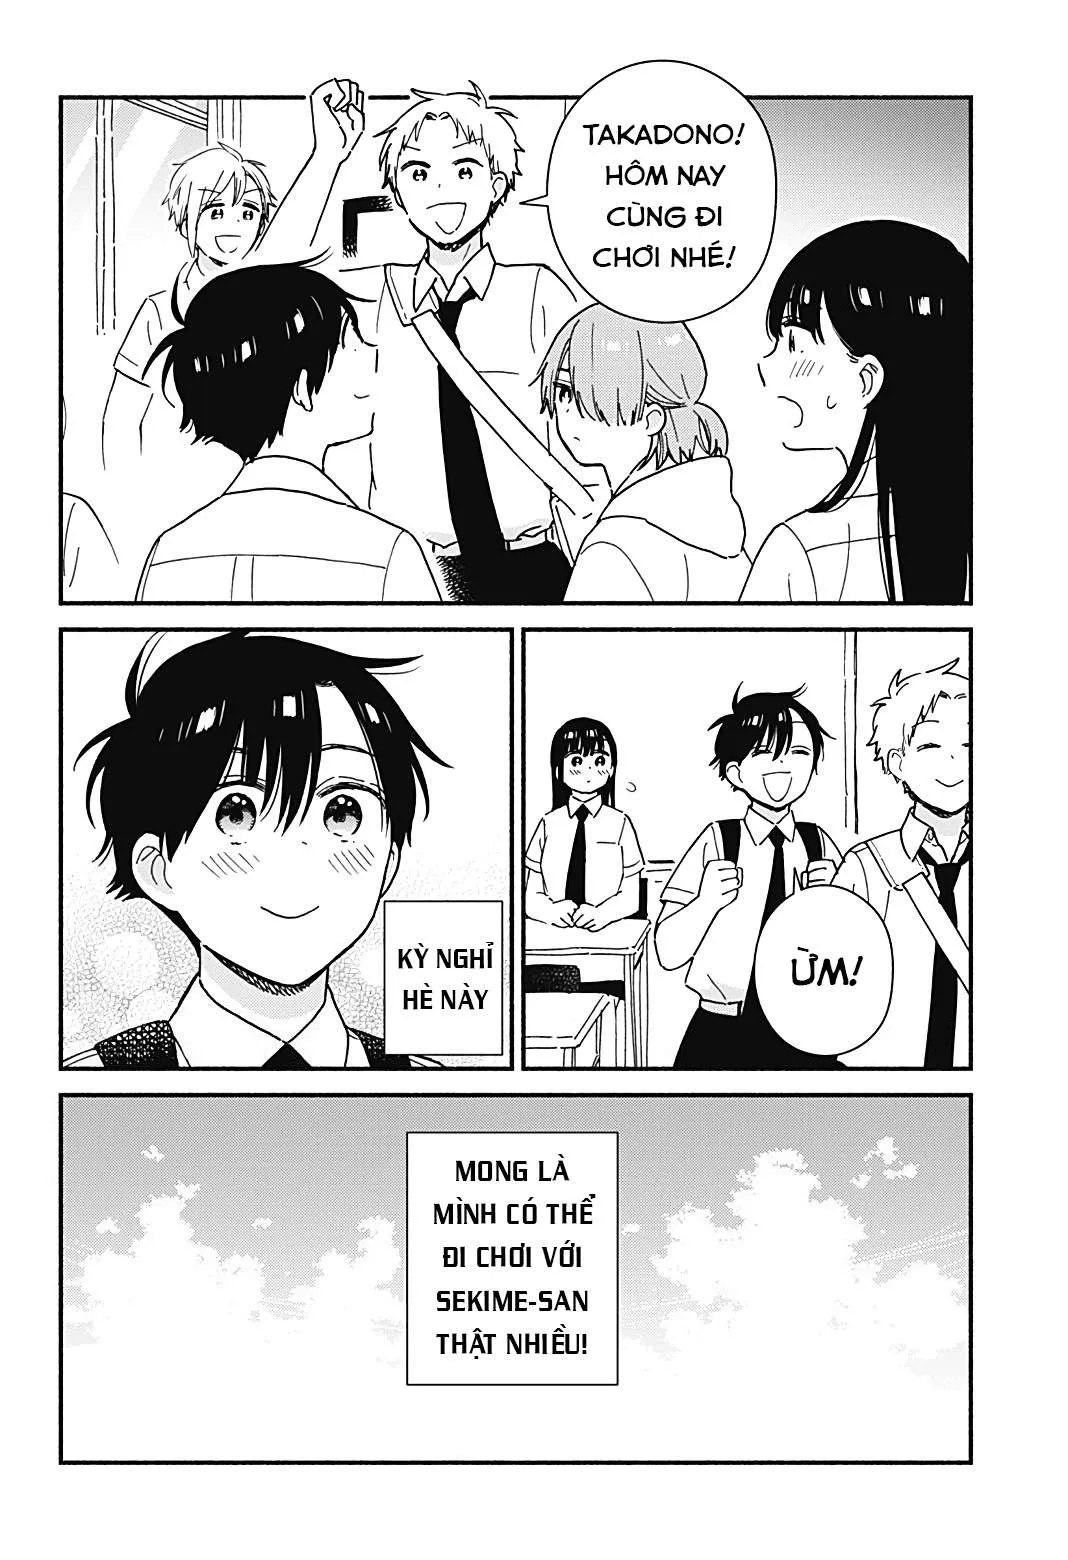 TAKADONO!
HÔM NAY
CÙNG ĐI
CHƠI NHÉ!
ỪM!
KỲ NGHỈ
HÈ NÀY
MONG LÀ
MÌNH CÓ THỂ
ĐI CHƠI VỚI
SEKIME-SAN
THẬT NHIỀU!